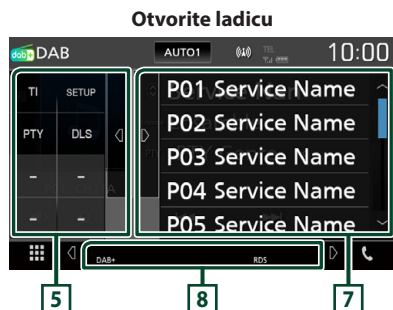 Otvorite ladicu
dab DAB AUTO1 TEL 10:00
TI SETUP P01 Service Name
PTY DLS P02 Service Name
P03 Service Name
- - P04 Service Name
- - P05 Service Name
DAB+ RDS
5 8 7